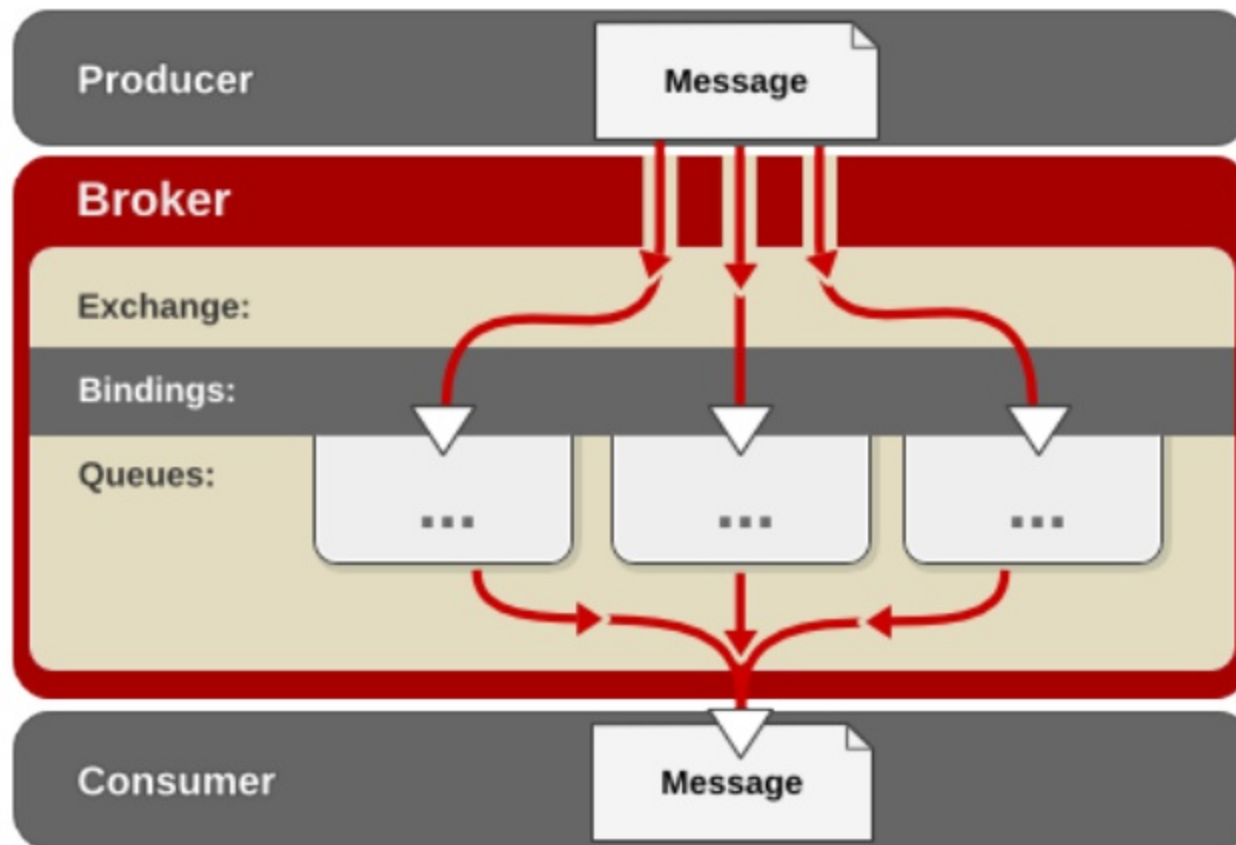 Producer
Message
Broker
Exchange:
Bindings:
Queues:
... ... ...
Consumer
Message